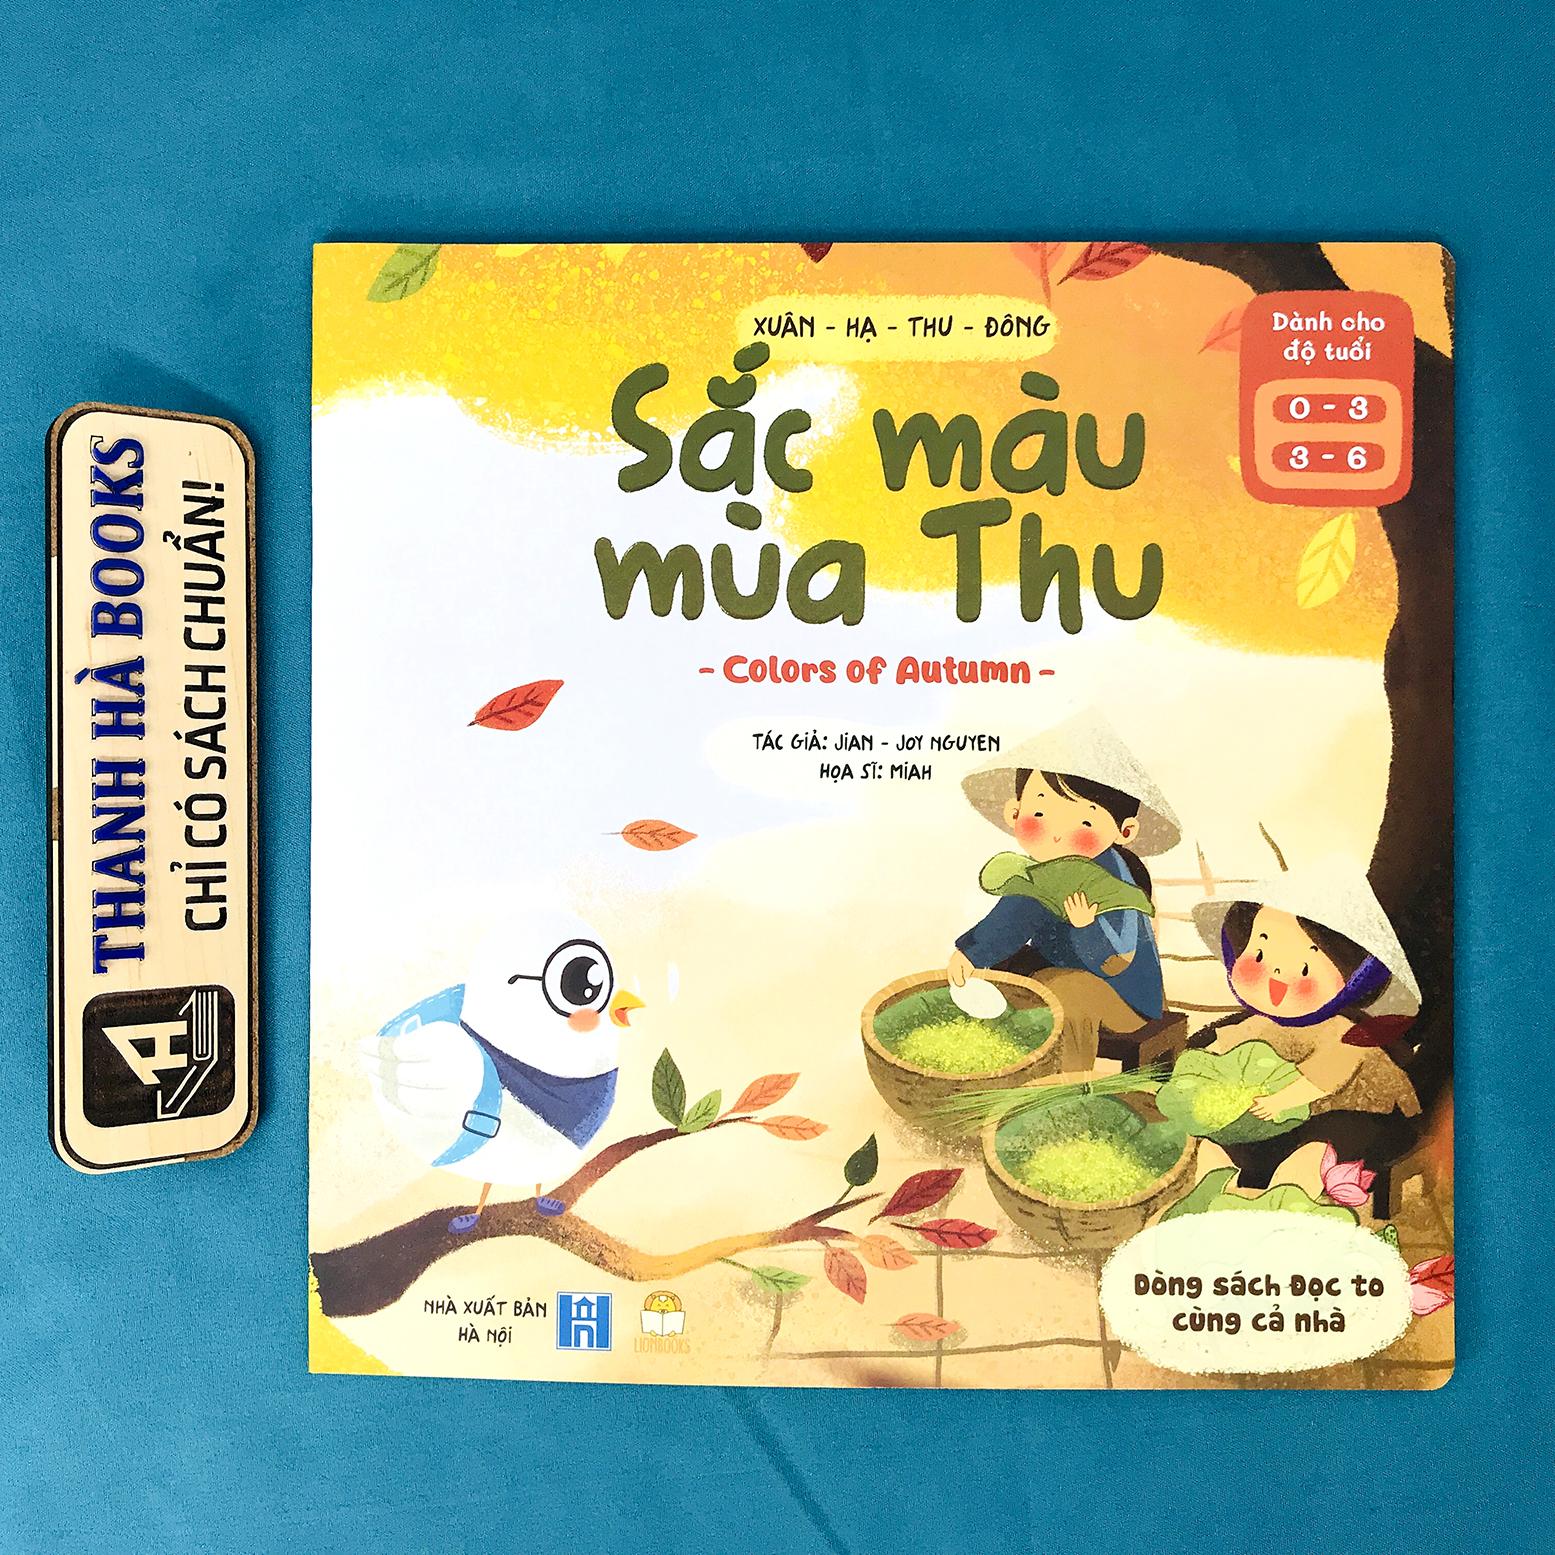 THANH HÀ BOOKS
CHỈ CÓ SÁCH CHUẨN!
XUÂN - HẠ - THU - ĐÔNG
Sắc màu
mùa Thu
- Colors of Autumn -
TÁC GIẢ: JIAN - JOY NGUYEN
HỌA SĨ: MIAH
Dành cho
độ tuổi
0 - 3
3 - 6
NHÀ XUẤT BẢN
HÀ NỘI
LIONBOOKS
Dòng sách Đọc to
cùng cả nhà